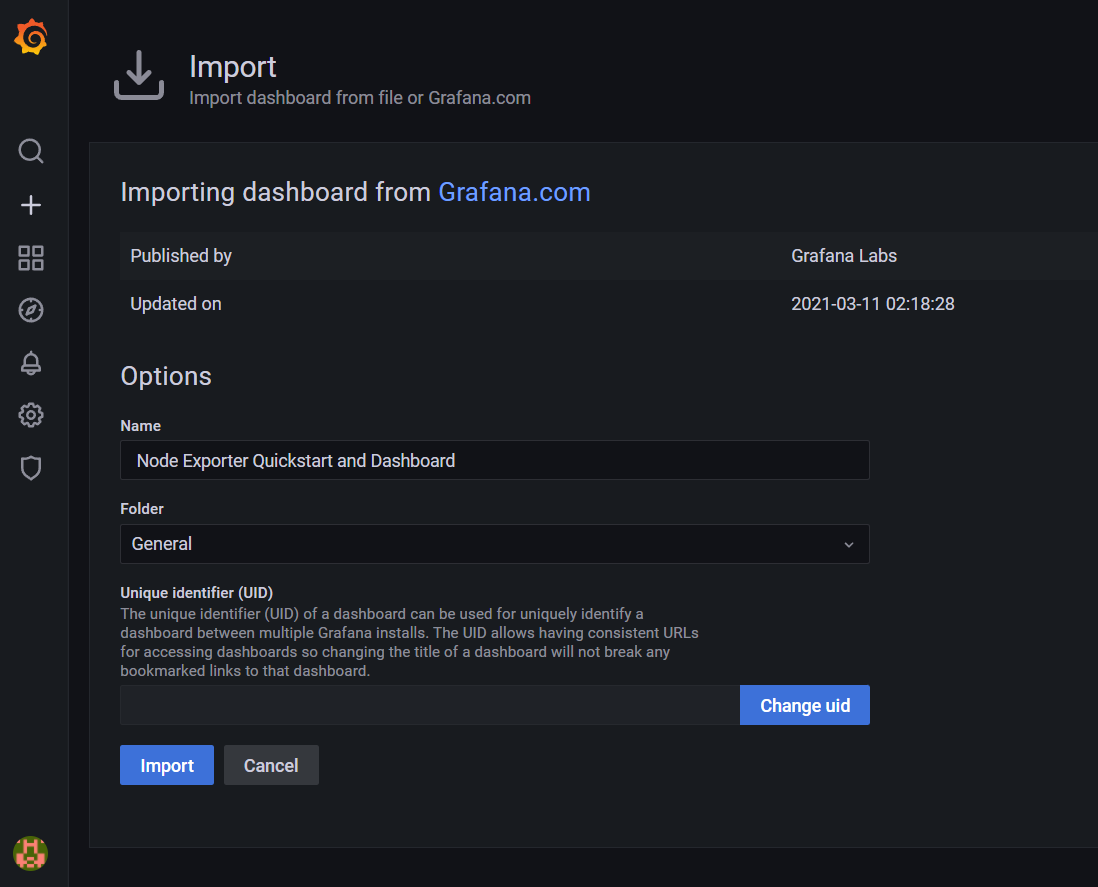 Import
Import dashboard from file or Grafana.com
Importing dashboard from Grafana.com
Published by Grafana Labs
Updated on 2021-03-11 02:18:28
Options
Name
Node Exporter Quickstart and Dashboard
Folder
General
Unique identifier (UID)
The unique identifier (UID) of a dashboard can be used for uniquely identify a
dashboard between multiple Grafana installs. The UID allows having consistent URLs
for accessing dashboards so changing the title of a dashboard will not break any
bookmarked links to that dashboard.
Change uid
Import Cancel